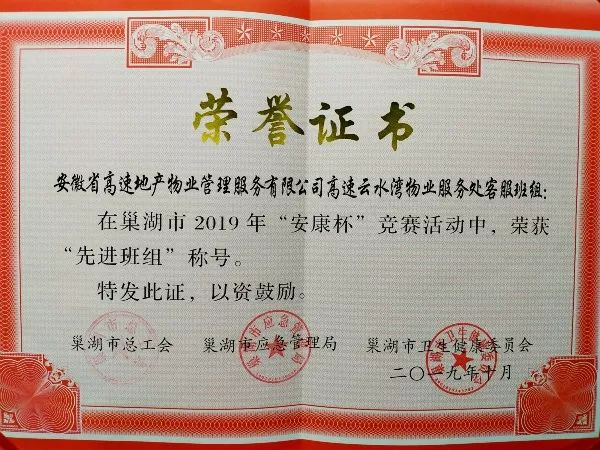 荣誉证书
安徽省高速地产物业管理服务有限公司高速云水湾物业服务处客服班组：
在巢湖市2019年“安康杯”竞赛活动中，荣获
“先进班组”称号。
特发此证，以资鼓励。
巢湖市总工会 巢湖市应急管理局 巢湖市卫生健康委员会
二〇一九年十月